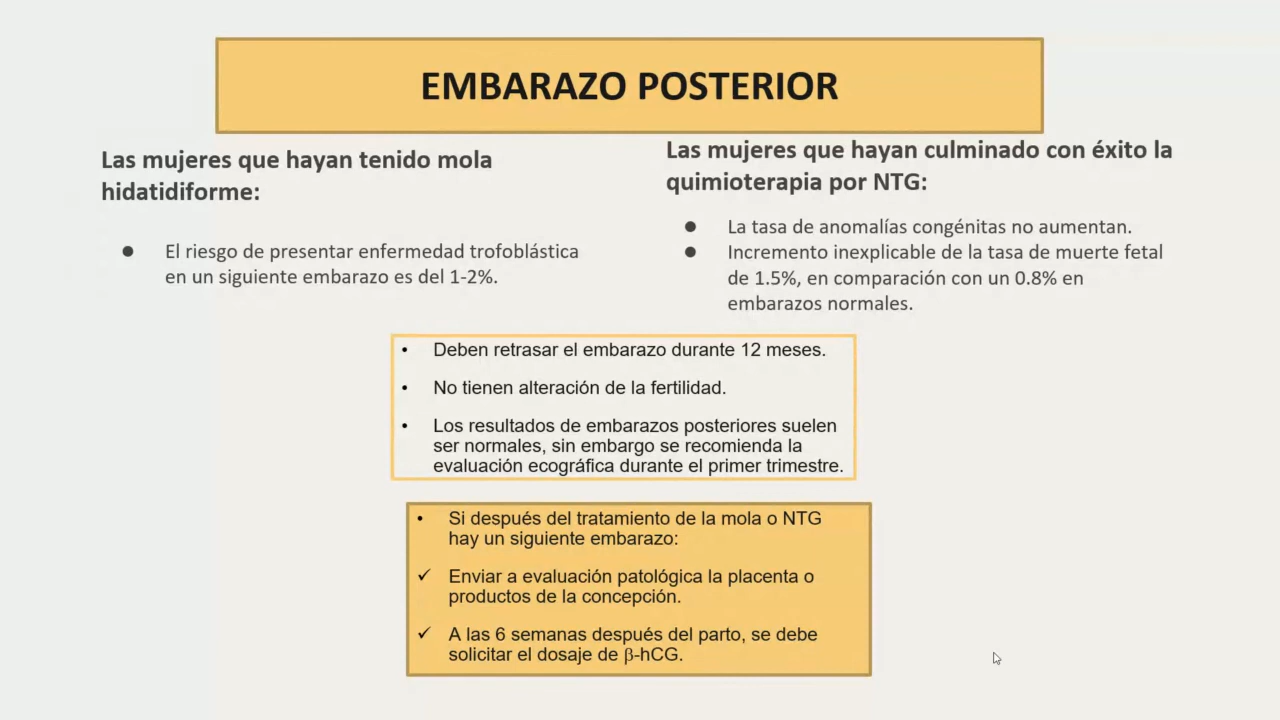 EMBARAZO POSTERIOR
Las mujeres que hayan tenido mola
hidatidiforme:
● El riesgo de presentar enfermedad trofoblástica
en un siguiente embarazo es del 1-2%.
Las mujeres que hayan culminado con éxito la
quimioterapia por NTG:
● La tasa de anomalías congénitas no aumentan.
● Incremento inexplicable de la tasa de muerte fetal
de 1.5%, en comparación con un 0.8% en
embarazos normales.
• Deben retrasar el embarazo durante 12 meses.
• No tienen alteración de la fertilidad.
• Los resultados de embarazos posteriores suelen
ser normales, sin embargo se recomienda la
evaluación ecográfica durante el primer trimestre.
• Si después del tratamiento de la mola o NTG
hay un siguiente embarazo:
✓ Enviar a evaluación patológica la placenta o
productos de la concepción.
✓ A las 6 semanas después del parto, se debe
solicitar el dosaje de β-hCG.